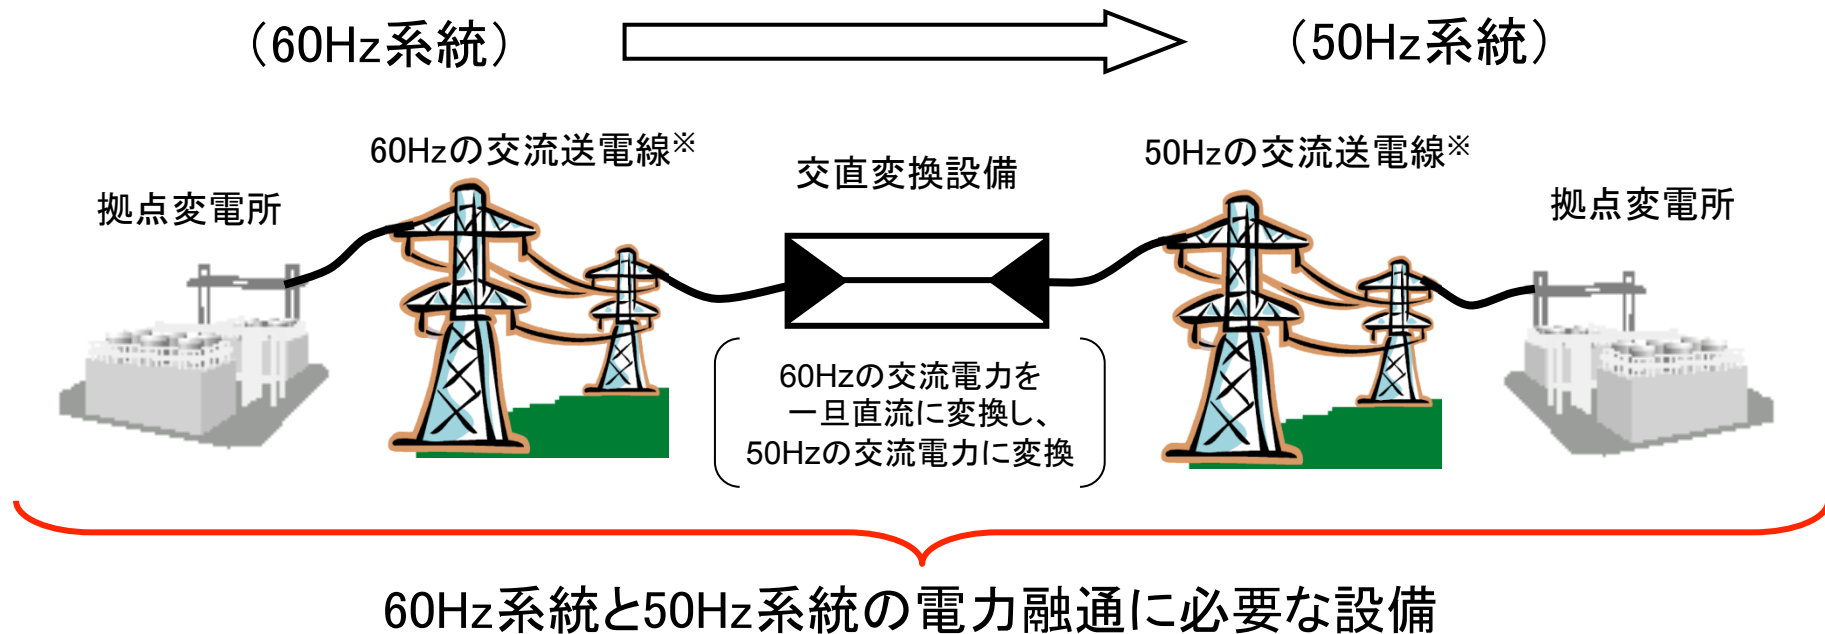 （60Hz系統）
（50Hz系統）
60Hzの交流送電線※
交直変換設備
50Hzの交流送電線※
拠点変電所
拠点変電所
60Hzの交流電力を
一旦直流に変換し、
50Hzの交流電力に変換
60Hz系統と50Hz系統の電力融通に必要な設備